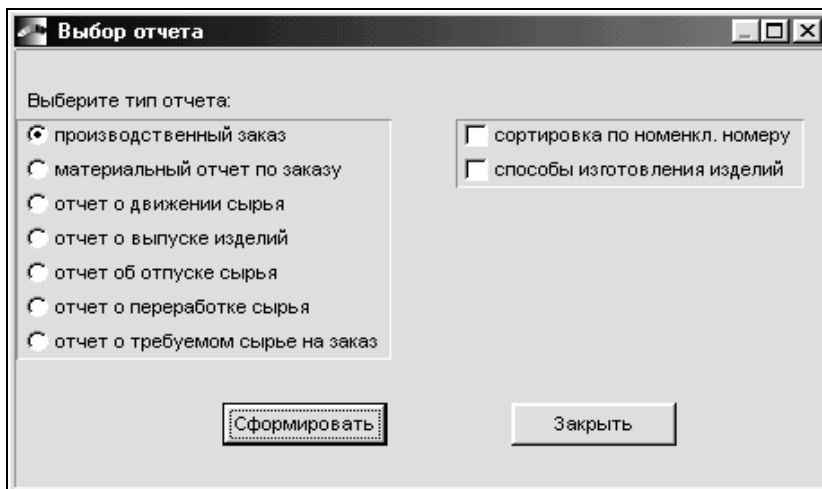 Выбор отчета
Выберите тип отчета:
производственный заказ
материальный отчет по заказу
отчет о движении сырья
отчет о выпуске изделий
отчет об отпуске сырья
отчет о переработке сырья
отчет о требуемом сырье на заказ
сортировка по номенкл. номеру
способы изготовления изделий
Сформировать
Закрыть